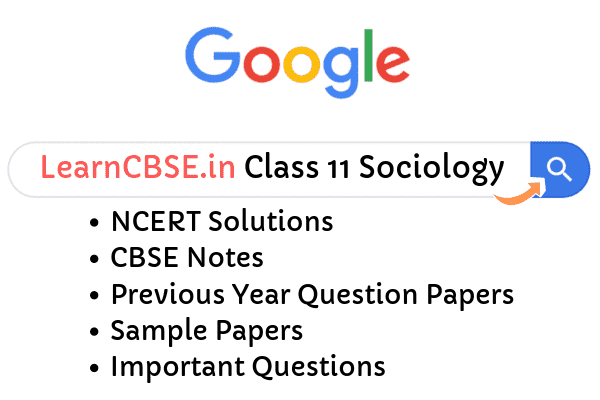 Google
LearnCBSE.in Class 11 Sociology
• NCERT Solutions
• CBSE Notes
• Previous Year Question Papers
• Sample Papers
• Important Questions